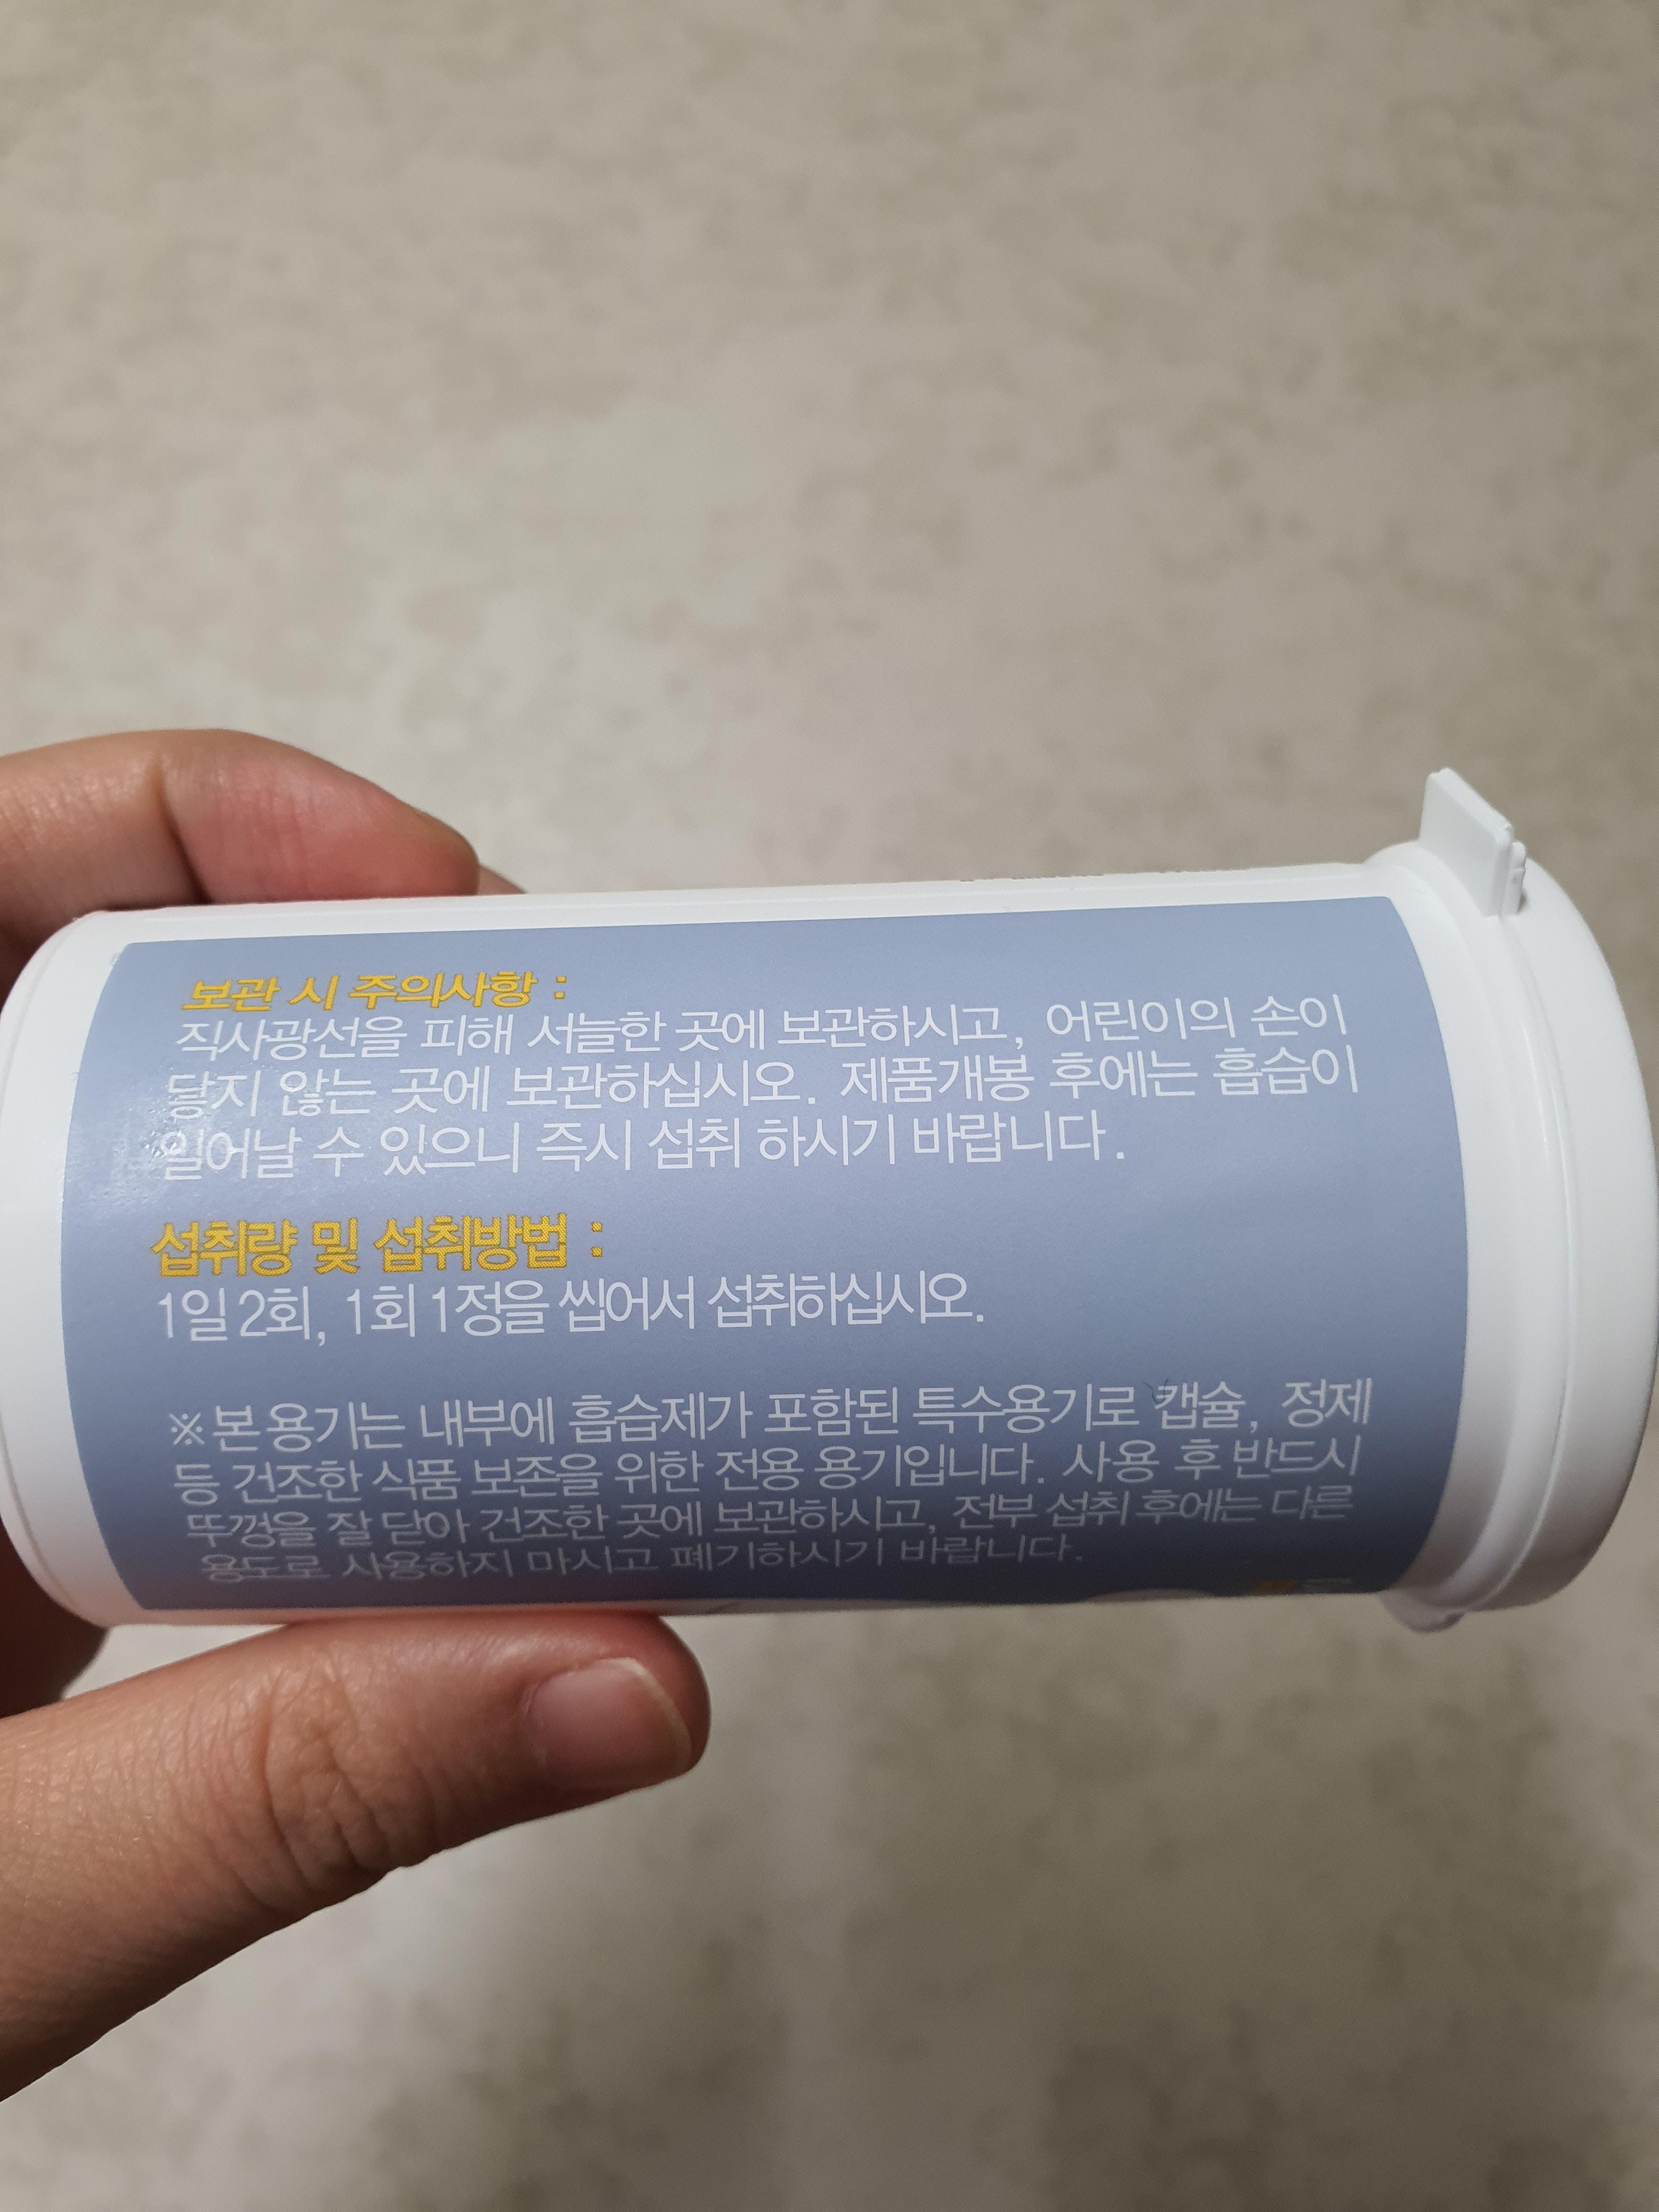 보관 시 주의사항 :
직사광선을 피해 서늘한 곳에 보관하시고, 어린이의 손이
닿지 않는 곳에 보관하십시오. 제품개봉 후에는 흡습이
일어날 수 있으니 즉시 섭취 하시기 바랍니다.
섭취량 및 섭취방법 :
1일 2회, 1회 1정을 씹어서 섭취하십시오.
※ 본 용기는 내부에 흡습제가 포함된 특수용기로 캡슐, 정제
등 건조한 식품 보존을 위한 전용 용기입니다. 사용 후 반드시
뚜껑을 잘 닫아 건조한 곳에 보관하시고, 전부 섭취 후에는 다른
용도로 사용하지 마시고 폐기하시기 바랍니다.